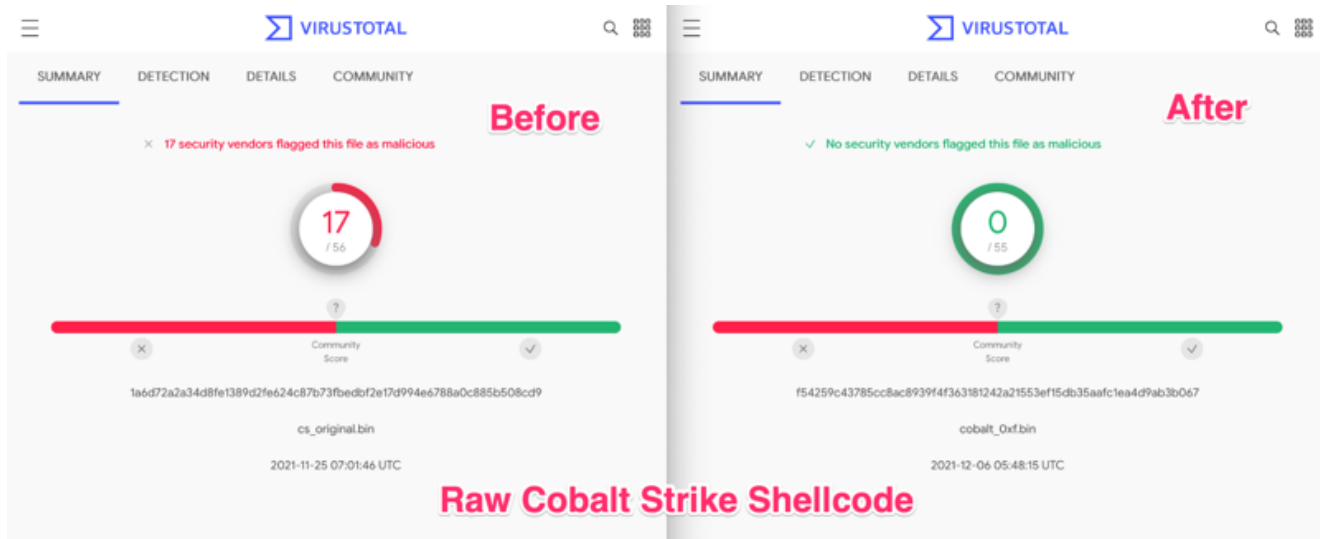 VIRUSTOTAL
SUMMARY DETECTION DETAILS COMMUNITY
Before
17 security vendors flagged this file as malicious
17
/ 56
?
Community
Score
1a6d72a2a34d8fe1389d2fe624c87b73fbedbf2e17d994e6788a0c885b508cd9
cs_original.bin
2021-11-25 07:01:46 UTC
VIRUSTOTAL
SUMMARY DETECTION DETAILS COMMUNITY
After
No security vendors flagged this file as malicious
0
/ 55
?
Community
Score
f54259c43785cc8ac8939f4f363181242a21553ef15db35aafc1ea4d9ab3b067
cobalt_0xf.bin
2021-12-06 05:48:15 UTC
Raw Cobalt Strike Shellcode